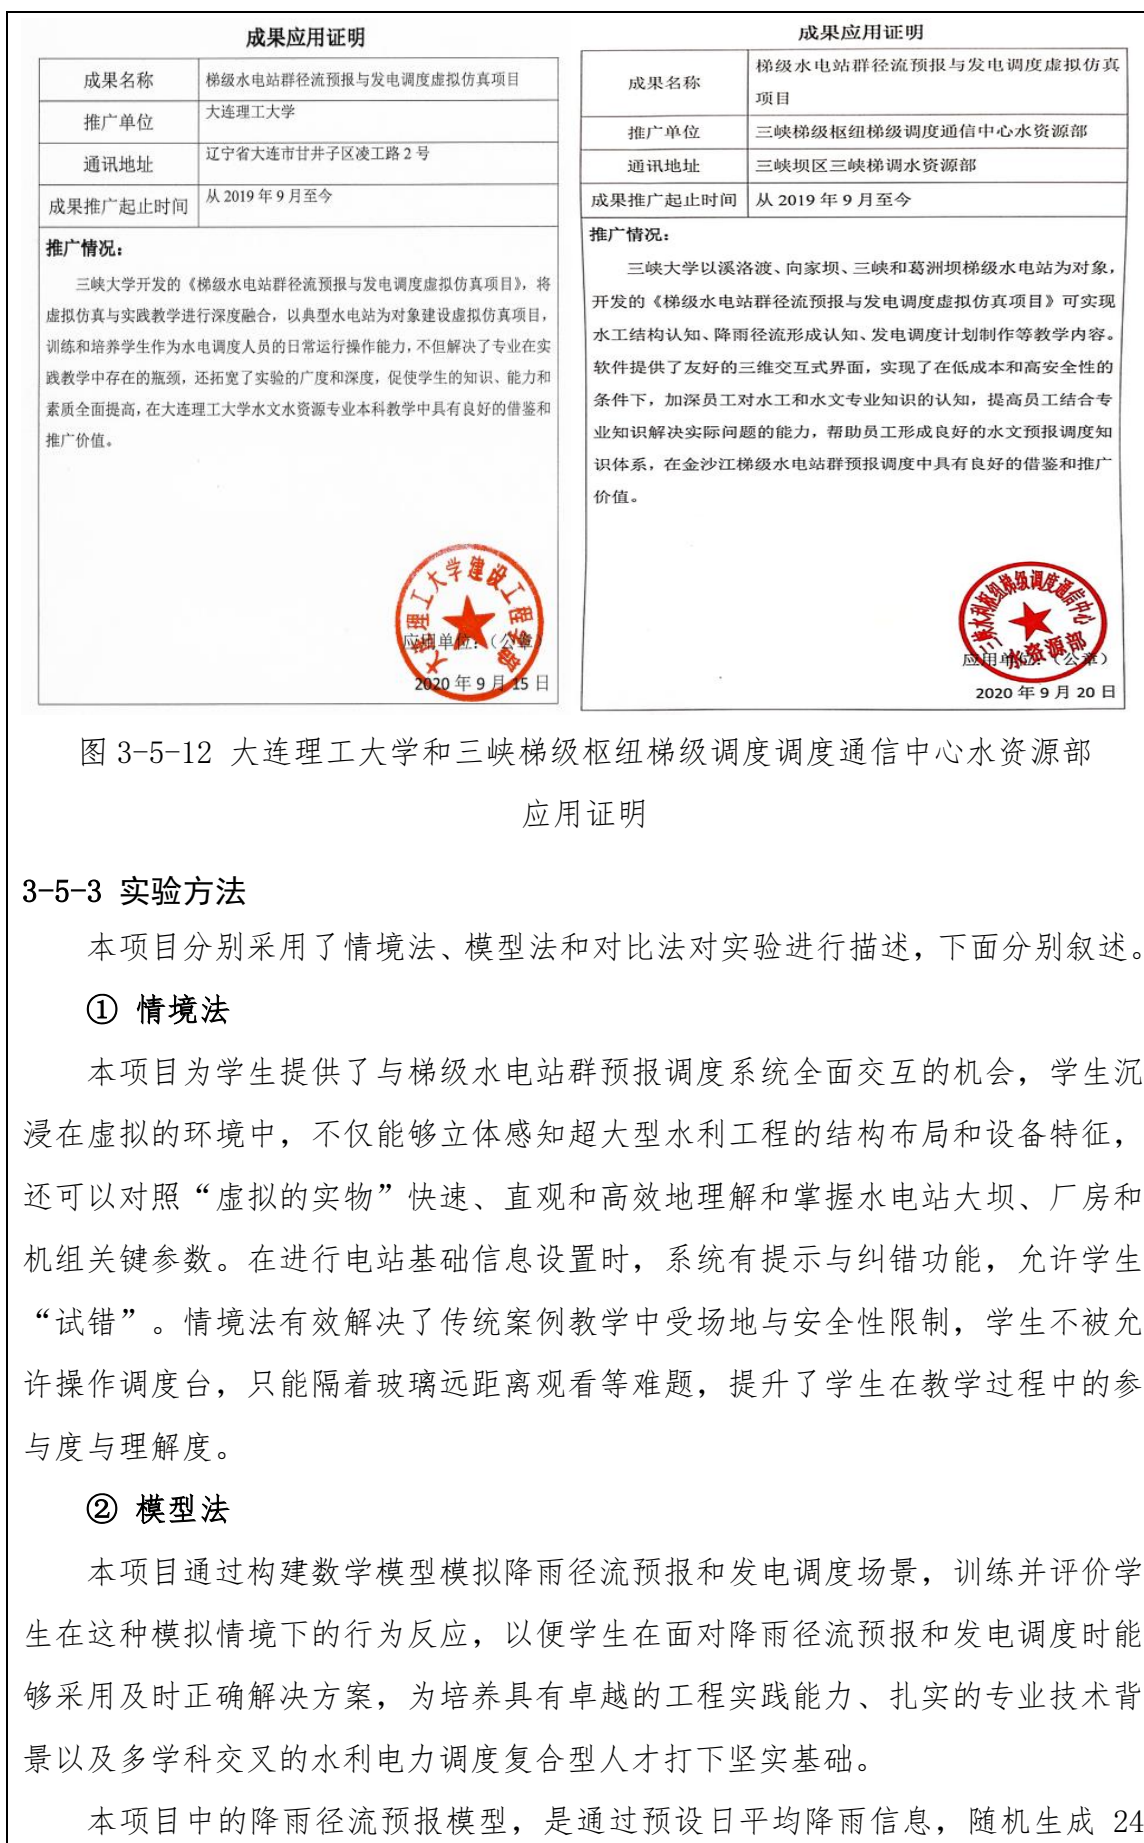 成果应用证明
成果名称 梯级水电站群径流预报与发电调度虚拟仿真项目
推广单位 大连理工大学
通讯地址 辽宁省大连市甘井子区凌工路 2 号
成果推广起止时间 从 2019 年 9 月至今
推广情况：
三峡大学开发的《梯级水电站群径流预报与发电调度虚拟仿真项目》，将
虚拟仿真与实践教学进行深度融合，以典型水电站为对象建设虚拟仿真项目，
训练和培养学生作为水电调度人员的日常运行操作能力，不但解决了专业在实
践教学中存在的瓶颈，还拓宽了实验的广度和深度，促使学生的知识、能力和
素质全面提高，在大连理工大学水文水资源专业本科教学中具有良好的借鉴和
推广价值。
大连理工大学建设工程学部
应用单位：（公章）
2020 年 9 月 15 日
成果应用证明
成果名称 梯级水电站群径流预报与发电调度虚拟仿真
项目
推广单位 三峡梯级枢纽梯级调度通信中心水资源部
通讯地址 三峡坝区三峡梯调水资源部
成果推广起止时间 从 2019 年 9 月至今
推广情况：
三峡大学以溪洛渡、向家坝、三峡和葛洲坝梯级水电站为对象，
开发的《梯级水电站群径流预报与发电调度虚拟仿真项目》可实现
水工结构认知、降雨径流形成认知、发电调度计划制作等教学内容。
软件提供了友好的三维交互式界面，实现了在低成本和高安全性的
条件下，加深员工对水工和水文专业知识的认知，提高员工结合专
业知识解决实际问题的能力，帮助员工形成良好的水文预报调度知
识体系，在金沙江梯级水电站群预报调度中具有良好的借鉴和推广
价值。
三峡水利枢纽梯级调度通信中心
水资源部
应用单位：（公章）
2020 年 9 月 20 日
图 3-5-12 大连理工大学和三峡梯级枢纽梯级调度调度通信中心水资源部
应用证明
3-5-3 实验方法
本项目分别采用了情境法、模型法和对比法对实验进行描述，下面分别叙述。
① 情境法
本项目为学生提供了与梯级水电站群预报调度系统全面交互的机会，学生沉
浸在虚拟的环境中，不仅能够立体感知超大型水利工程的结构布局和设备特征，
还可以对照“虚拟的实物”快速、直观和高效地理解和掌握水电站大坝、厂房和
机组关键参数。在进行电站基础信息设置时，系统有提示与纠错功能，允许学生
“试错”。情境法有效解决了传统案例教学中受场地与安全性限制，学生不被允
许操作调度台，只能隔着玻璃远距离观看等难题，提升了学生在教学过程中的参
与度与理解度。
② 模型法
本项目通过构建数学模型模拟降雨径流预报和发电调度场景，训练并评价学
生在这种模拟情境下的行为反应，以便学生在面对降雨径流预报和发电调度时能
够采用及时正确解决方案，为培养具有卓越的工程实践能力、扎实的专业技术背
景以及多学科交叉的水利电力调度复合型人才打下坚实基础。
本项目中的降雨径流预报模型，是通过预设日平均降雨信息，随机生成 24